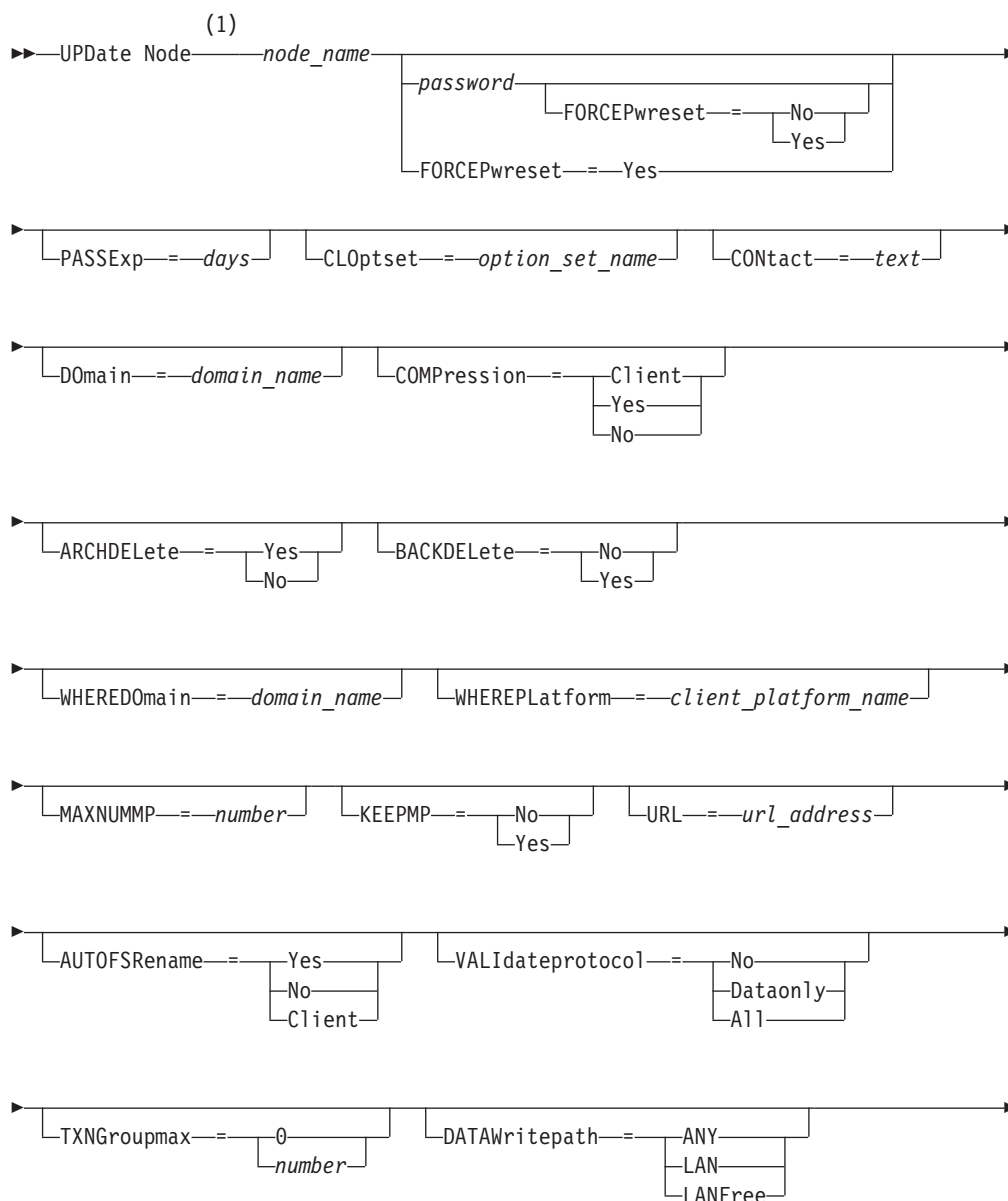 (1)
UPDate Node node_name
password
FORCEPwreset = No
Yes
FORCEPwreset = Yes
PASSExp = days CLOptset = option_set_name CONtact = text
DOmain = domain_name COMPression = Client
Yes
No
ARCHDELete = Yes BACKDELete = No
No Yes
WHEREDOmain = domain_name WHEREPLatform = client_platform_name
MAXNUMMP = number KEEPMP = No URL = url_address
Yes
AUTOFSRename = Yes VALIdateprotocol = No
No Dataonly
Client All
TXNGroupmax = 0 DATAWritepath = ANY
number LAN
LANFree